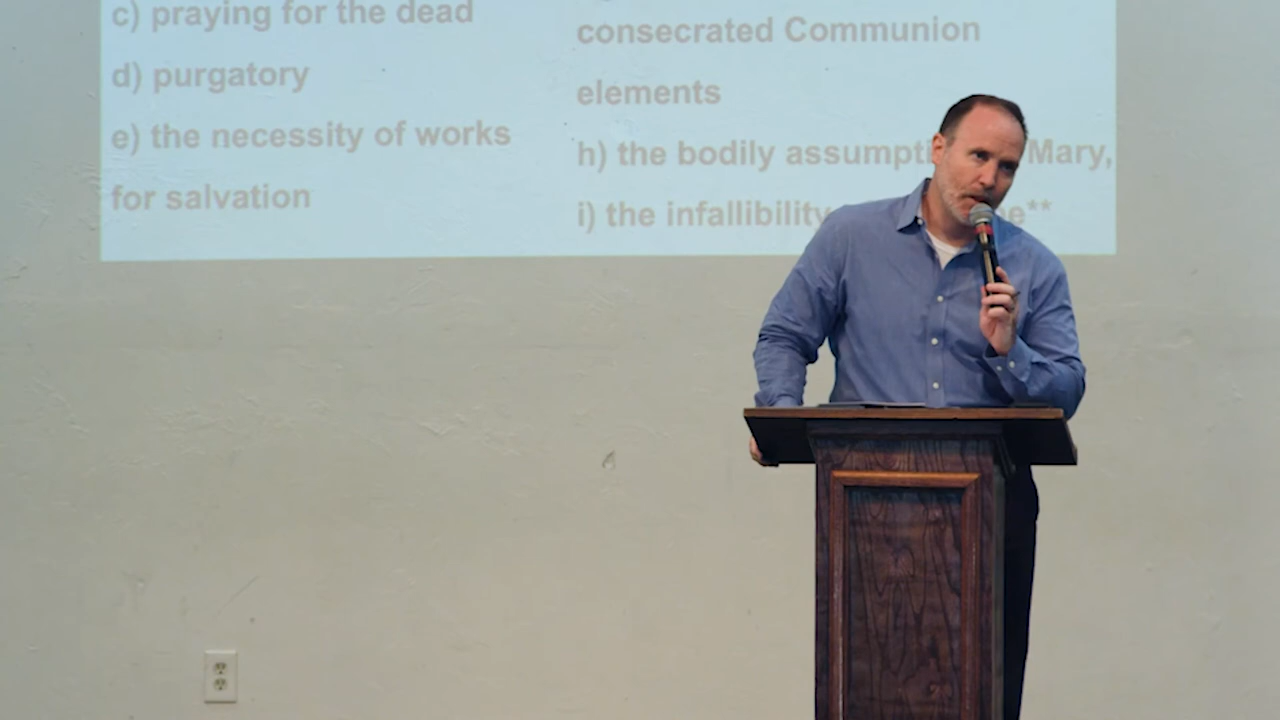 c) praying for the dead
d) purgatory
e) the necessity of works
for salvation
consecrated Communion
elements
h) the bodily assumpt Mary,
i) the infallibility e**